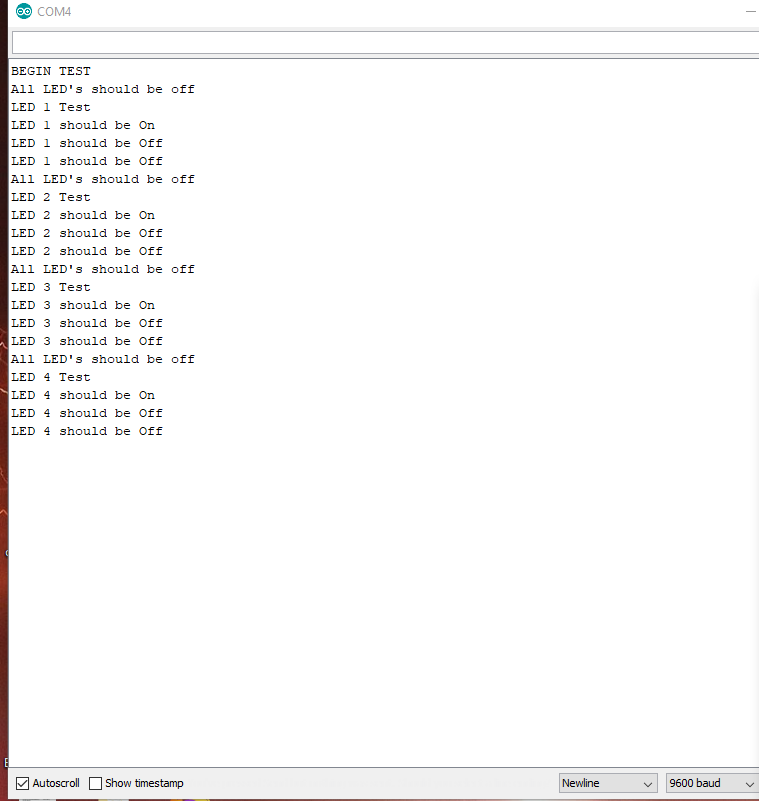 COM4
BEGIN TEST
All LED's should be off
LED 1 Test
LED 1 should be On
LED 1 should be Off
LED 1 should be Off
All LED's should be off
LED 2 Test
LED 2 should be On
LED 2 should be Off
LED 2 should be Off
All LED's should be off
LED 3 Test
LED 3 should be On
LED 3 should be Off
LED 3 should be Off
All LED's should be off
LED 4 Test
LED 4 should be On
LED 4 should be Off
LED 4 should be Off
Autoscroll Show timestamp Newline 9600 baud